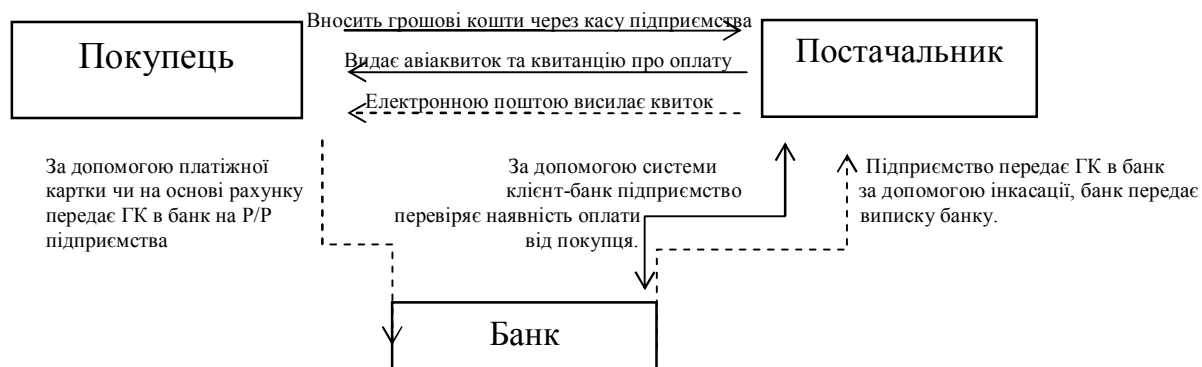 Вносить грошові кошти через касу підприємства
Покупець
Постачальник
Видає авіаквиток та квитанцію про оплату
Електронною поштою висилає квиток
За допомогою платіжної
картки чи на основі рахунку
передає ГК в банк на Р/Р
підприємства
За допомогою системи
клієнт-банк підприємство
перевіряє наявність оплати
від покупця.
Підприємство передає ГК в банк
за допомогою інкасації, банк передає
виписку банку.
Банк